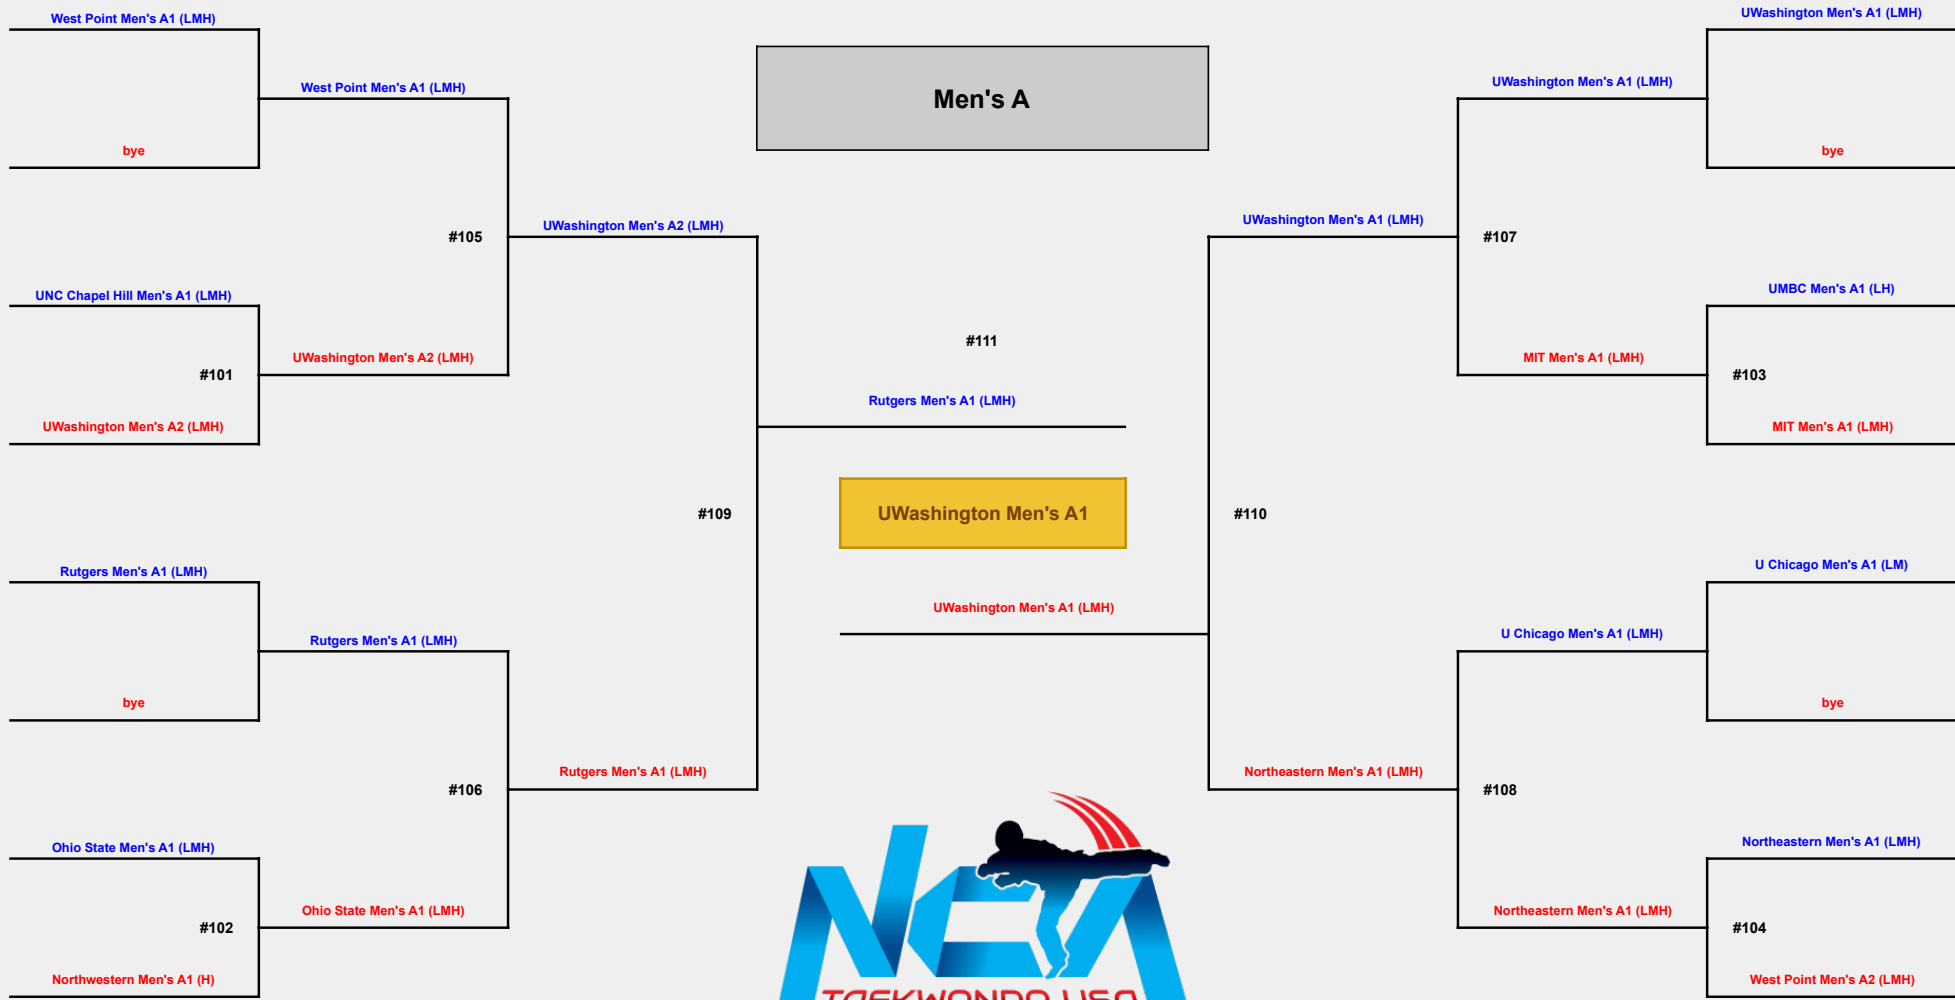 West Point Men's A1 (LMH)
UWashington Men's A1 (LMH)
Men's A
West Point Men's A1 (LMH)
UWashington Men's A1 (LMH)
bye
bye
#105
UWashington Men's A2 (LMH)
UWashington Men's A1 (LMH)
#107
UNC Chapel Hill Men's A1 (LMH)
UMBC Men's A1 (LH)
#111
UWashington Men's A2 (LMH)
MIT Men's A1 (LMH)
#101
#103
Rutgers Men's A1 (LMH)
UWashington Men's A2 (LMH)
MIT Men's A1 (LMH)
#109
UWashington Men's A1
#110
Rutgers Men's A1 (LMH)
U Chicago Men's A1 (LM)
UWashington Men's A1 (LMH)
Rutgers Men's A1 (LMH)
U Chicago Men's A1 (LMH)
bye
bye
Rutgers Men's A1 (LMH)
Northeastern Men's A1 (LMH)
#106
#108
Ohio State Men's A1 (LMH)
Northeastern Men's A1 (LMH)
Ohio State Men's A1 (LMH)
Northeastern Men's A1 (LMH)
#102
#104
Northwestern Men's A1 (H)
West Point Men's A2 (LMH)
TAEKWONDO USA